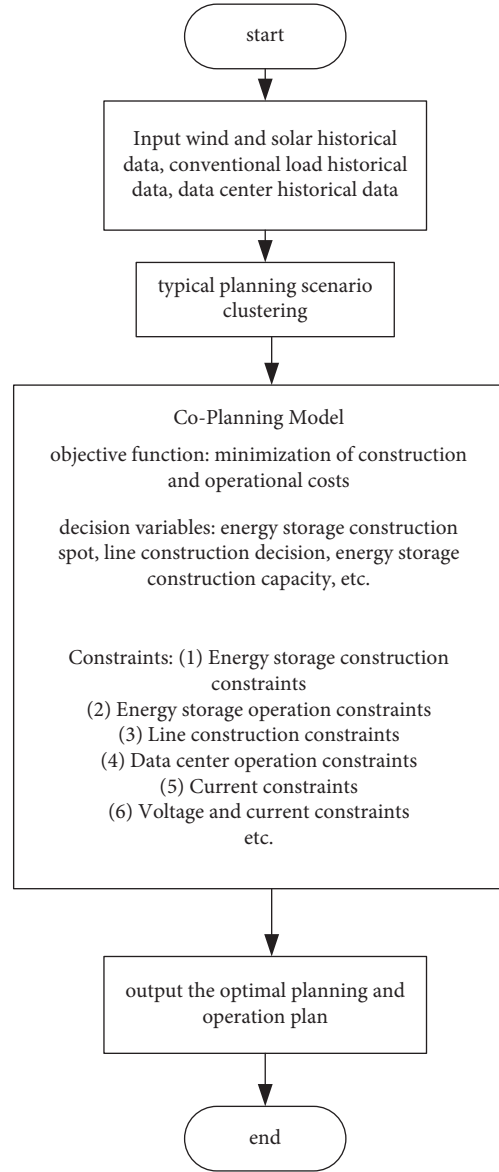 start
Input wind and solar historical
data, conventional load historical
data, data center historical data
typical planning scenario
clustering
Co-Planning Model
objective function: minimization of construction
and operational costs
decision variables: energy storage construction
spot, line construction decision, energy storage
construction capacity, etc.
Constraints: (1) Energy storage construction
constraints
(2) Energy storage operation constraints
(3) Line construction constraints
(4) Data center operation constraints
(5) Current constraints
(6) Voltage and current constraints
etc.
output the optimal planning and
operation plan
end